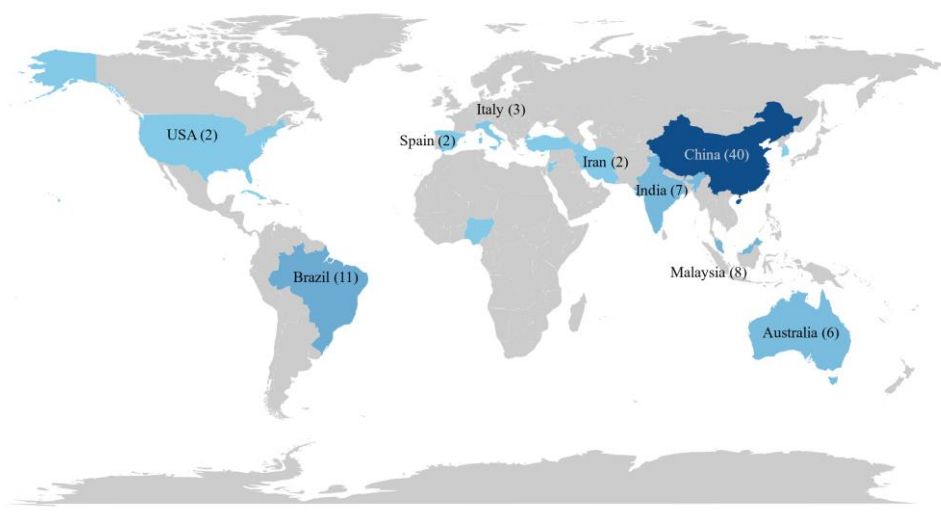 Italy (3)
USA (2)
Spain (2)
China (40)
Iran (2)
India (7)
Malaysia (8)
Brazil (11)
Australia (6)